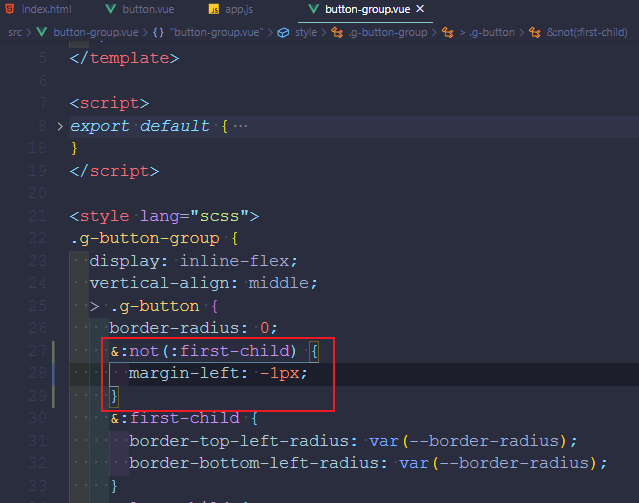 index.html button.vue app.js button-group.vue ×
src > button-group.vue > {} "button-group.vue" > style > .g-button-group > > .g-button > &:not(:first-child)
5 </template>
6
7 <script>
8 > export default { ⋯
18 }
19 </script>
20
21 <style lang="scss">
22 .g-button-group {
23 display: inline-flex;
24 vertical-align: middle;
25 > .g-button {
26 border-radius: 0;
27 &:not(:first-child) {
28 margin-left: -1px;
29 }
30 &:first-child {
31 border-top-left-radius: var(--border-radius);
32 border-bottom-left-radius: var(--border-radius);
33 }